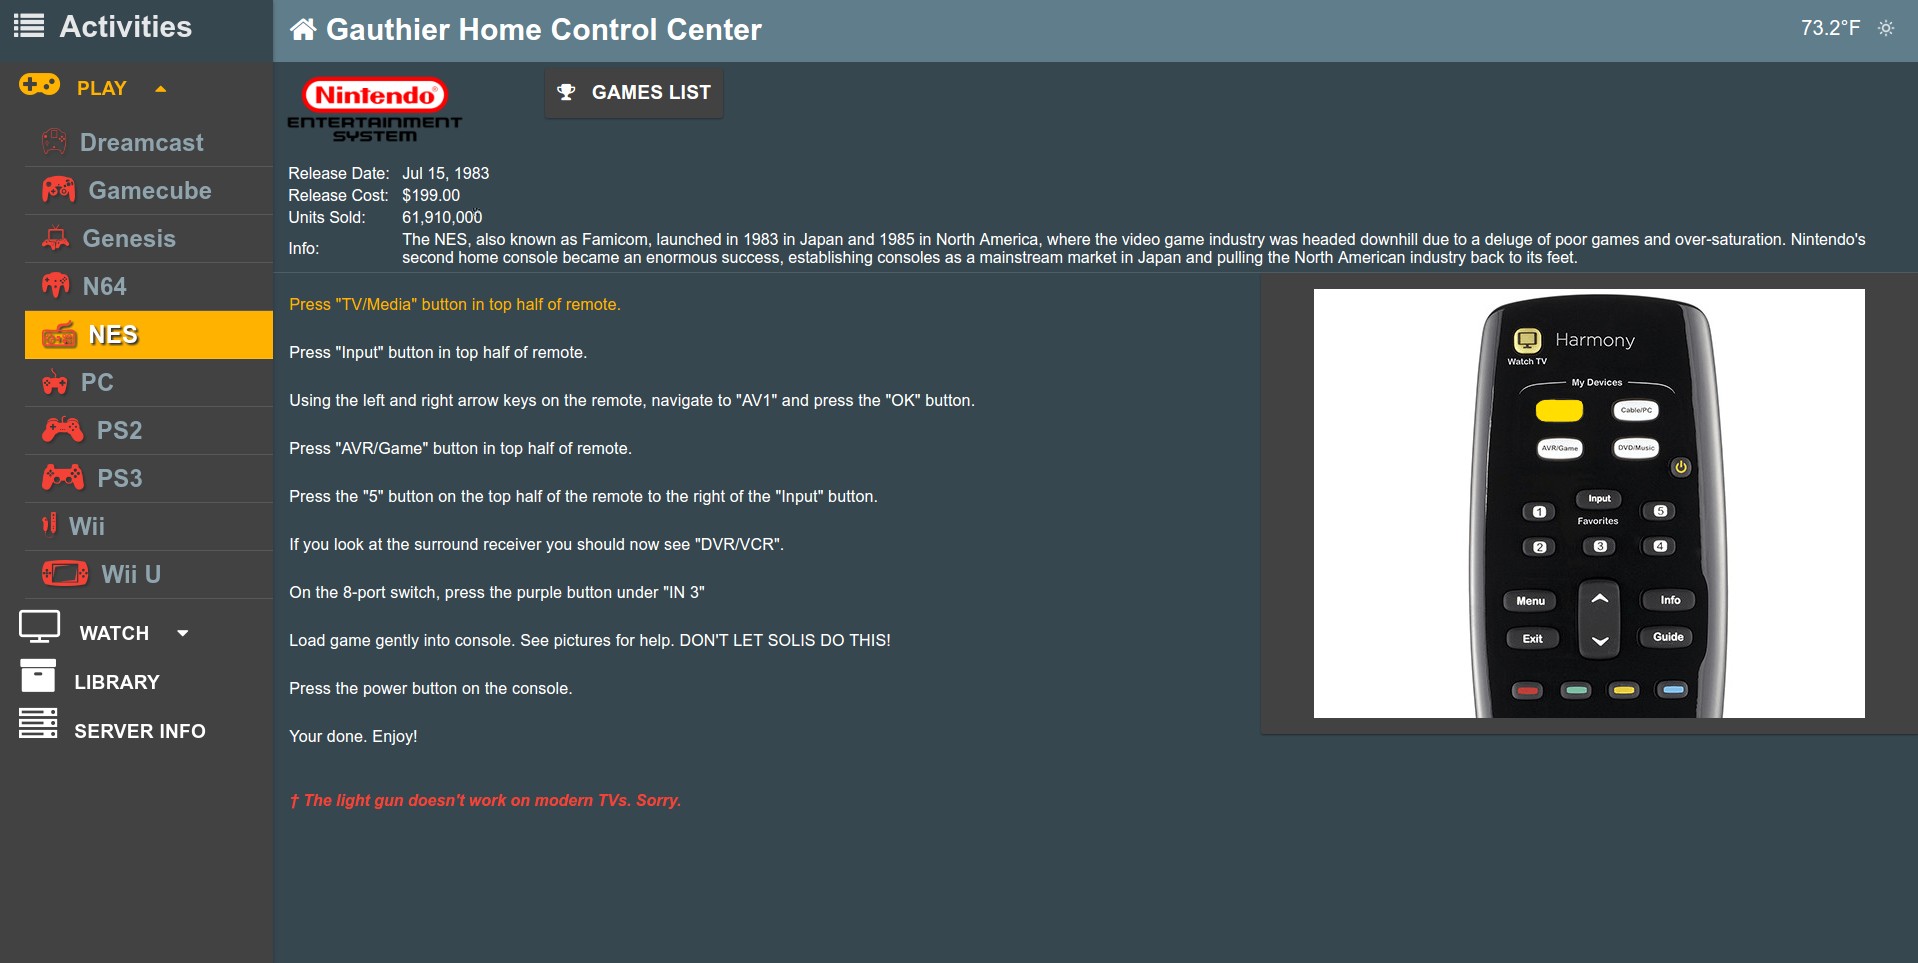 Activities
Gauthier Home Control Center
73.2°F
PLAY
Dreamcast
Gamecube
Genesis
N64
NES
PC
PS2
PS3
Wii
Wii U
WATCH
LIBRARY
SERVER INFO
Nintendo®
ENTERTAINMENT
SYSTEM
GAMES LIST
Release Date: Jul 15, 1983
Release Cost: $199.00
Units Sold: 61,910,000
Info: The NES, also known as Famicom, launched in 1983 in Japan and 1985 in North America, where the video game industry was headed downhill due to a deluge of poor games and over-saturation. Nintendo's
second home console became an enormous success, establishing consoles as a mainstream market in Japan and pulling the North American industry back to its feet.
Press "TV/Media" button in top half of remote.
Press "Input" button in top half of remote.
Using the left and right arrow keys on the remote, navigate to "AV1" and press the "OK" button.
Press "AVR/Game" button in top half of remote.
Press the "5" button on the top half of the remote to the right of the "Input" button.
If you look at the surround receiver you should now see "DVR/VCR".
On the 8-port switch, press the purple button under "IN 3"
Load game gently into console. See pictures for help. DON'T LET SOLIS DO THIS!
Press the power button on the console.
Your done. Enjoy!
† The light gun doesn't work on modern TVs. Sorry.
Harmony
Watch TV
My Devices
Cable/PC
AVR/Game DVD/Music
Input
1 5
Favorites
2 3 4
Menu Info
Exit Guide